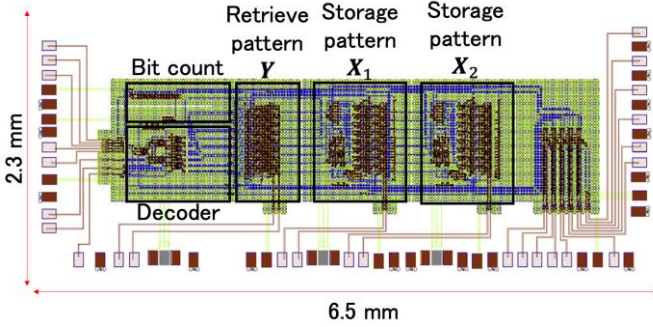 Retrieve Storage Storage
pattern pattern pattern
Bit count Y X₁ X₂
2.3 mm
Decoder
6.5 mm